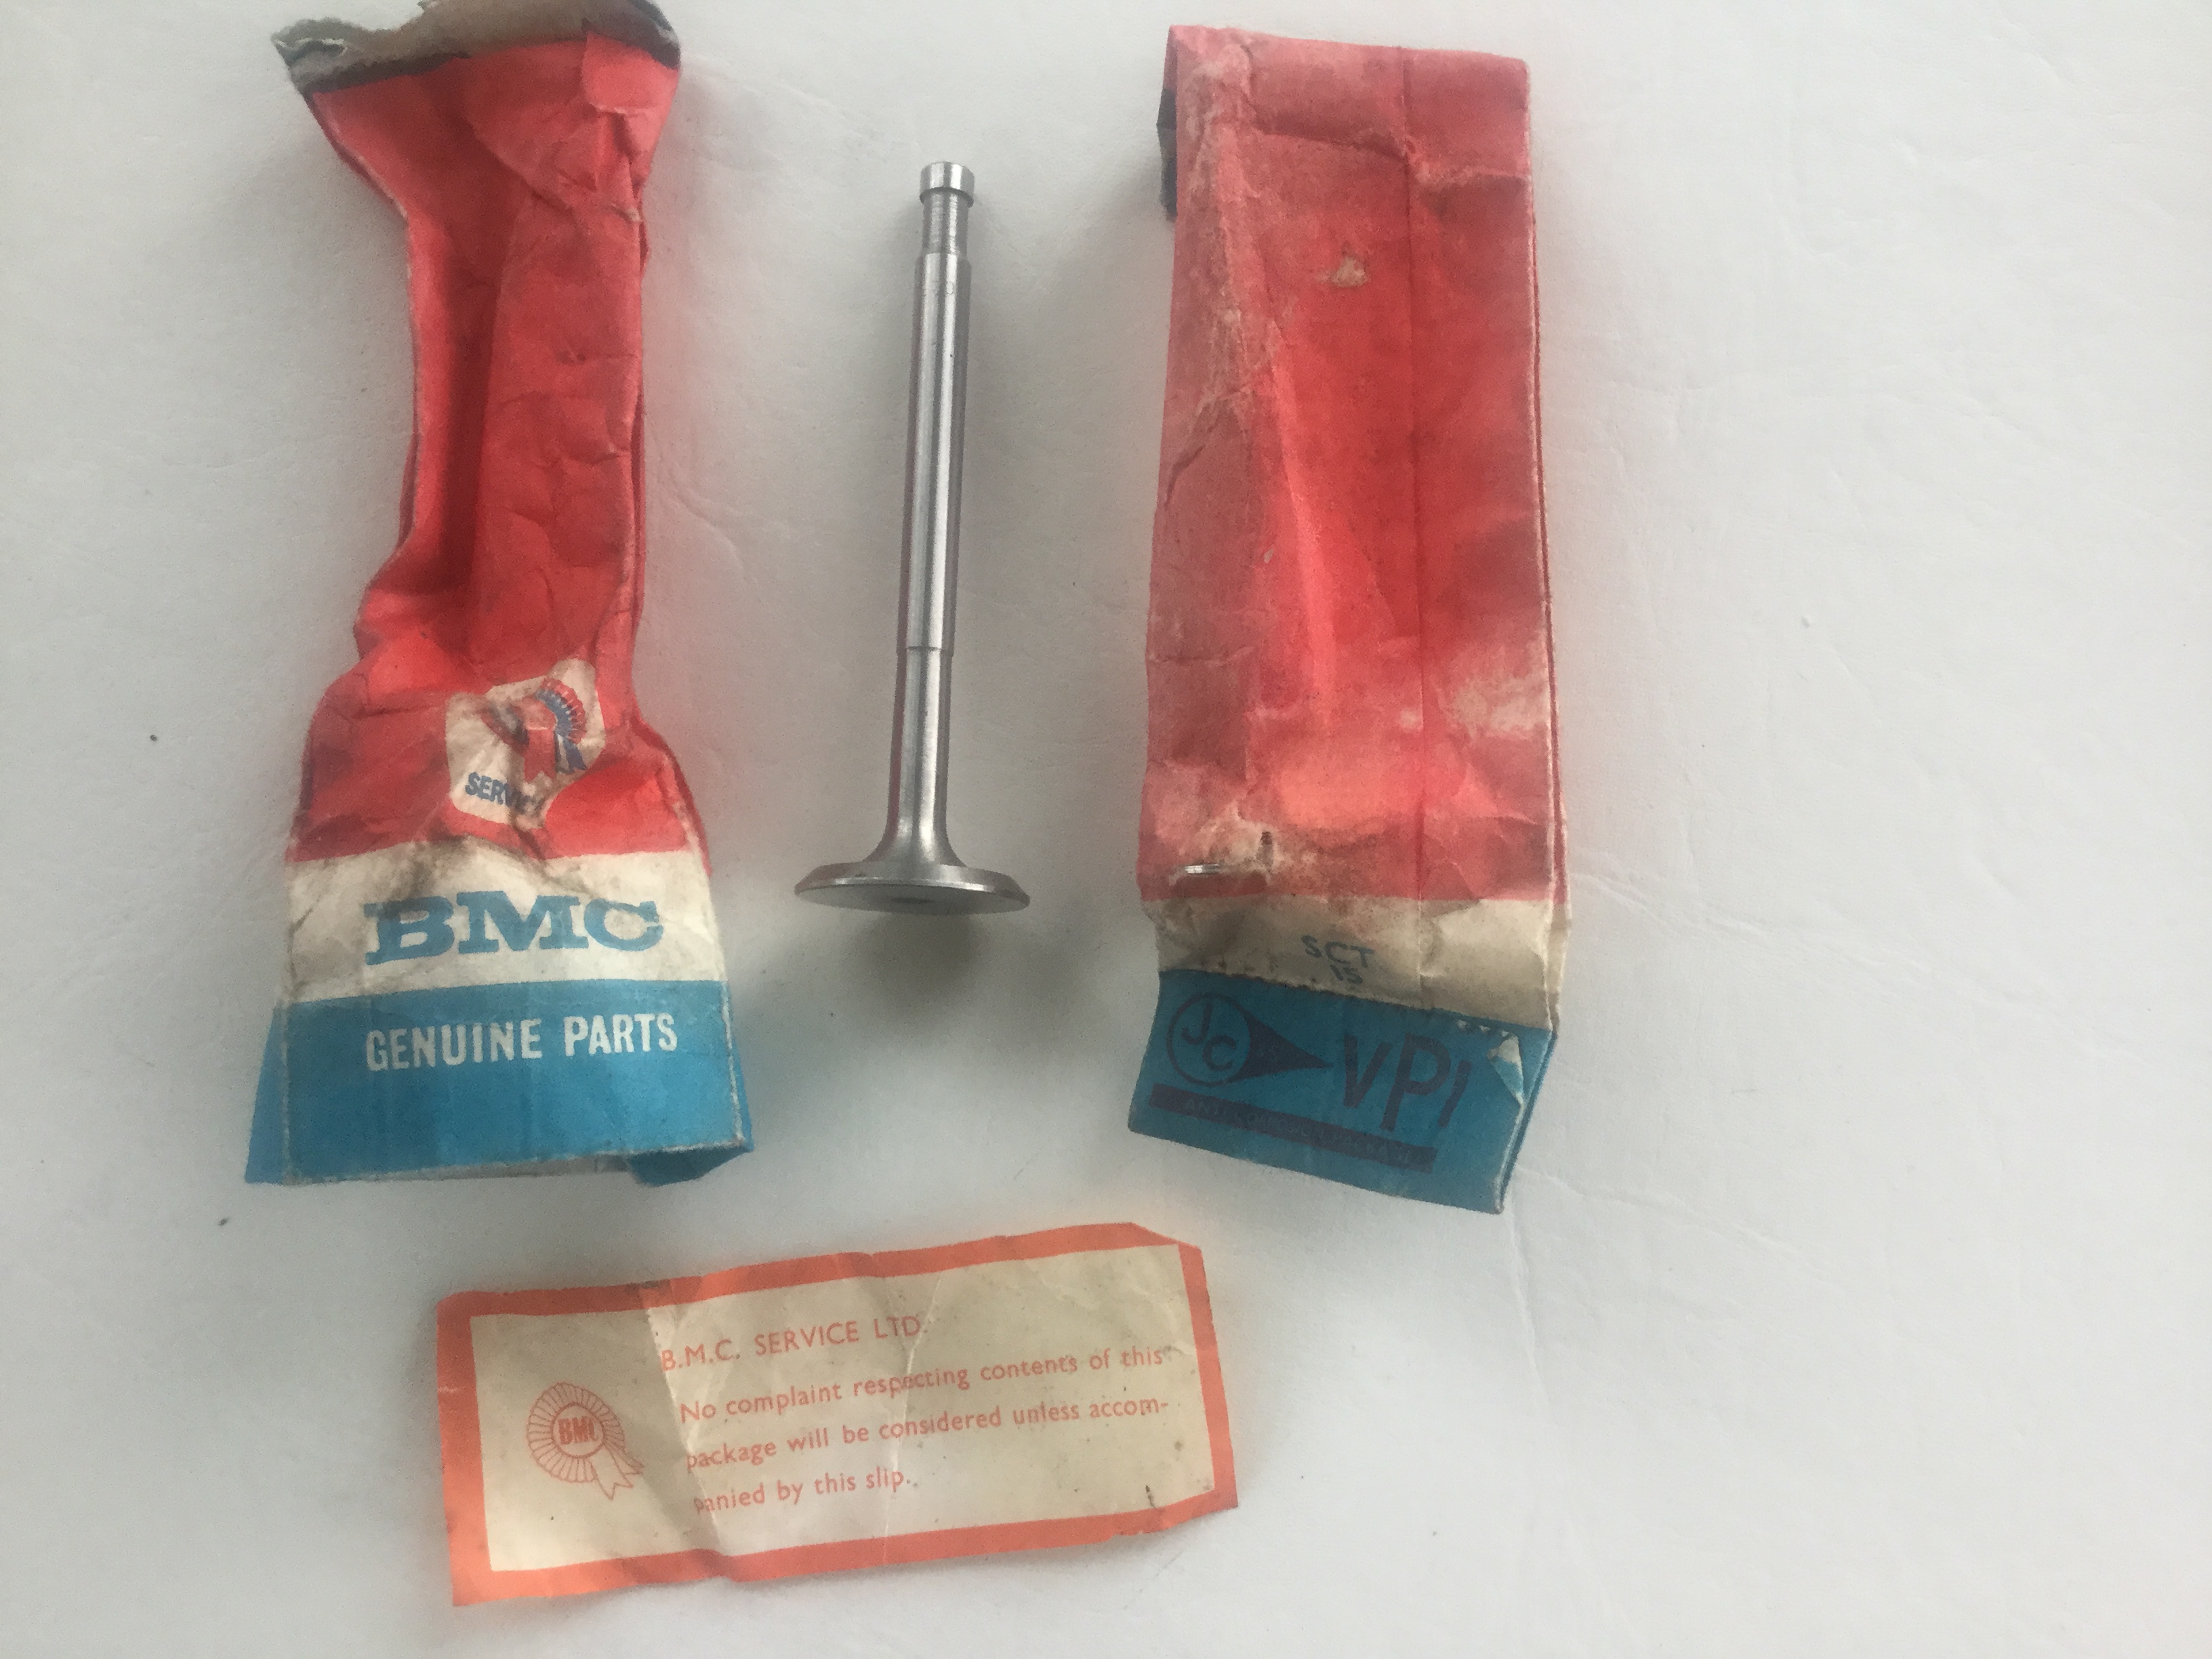 SERVICE
BMC
GENUINE PARTS
SCT
15
JC VPI
B.M.C. SERVICE LTD.
BMC
No complaint respecting contents of this
package will be considered unless accom-
panied by this slip.